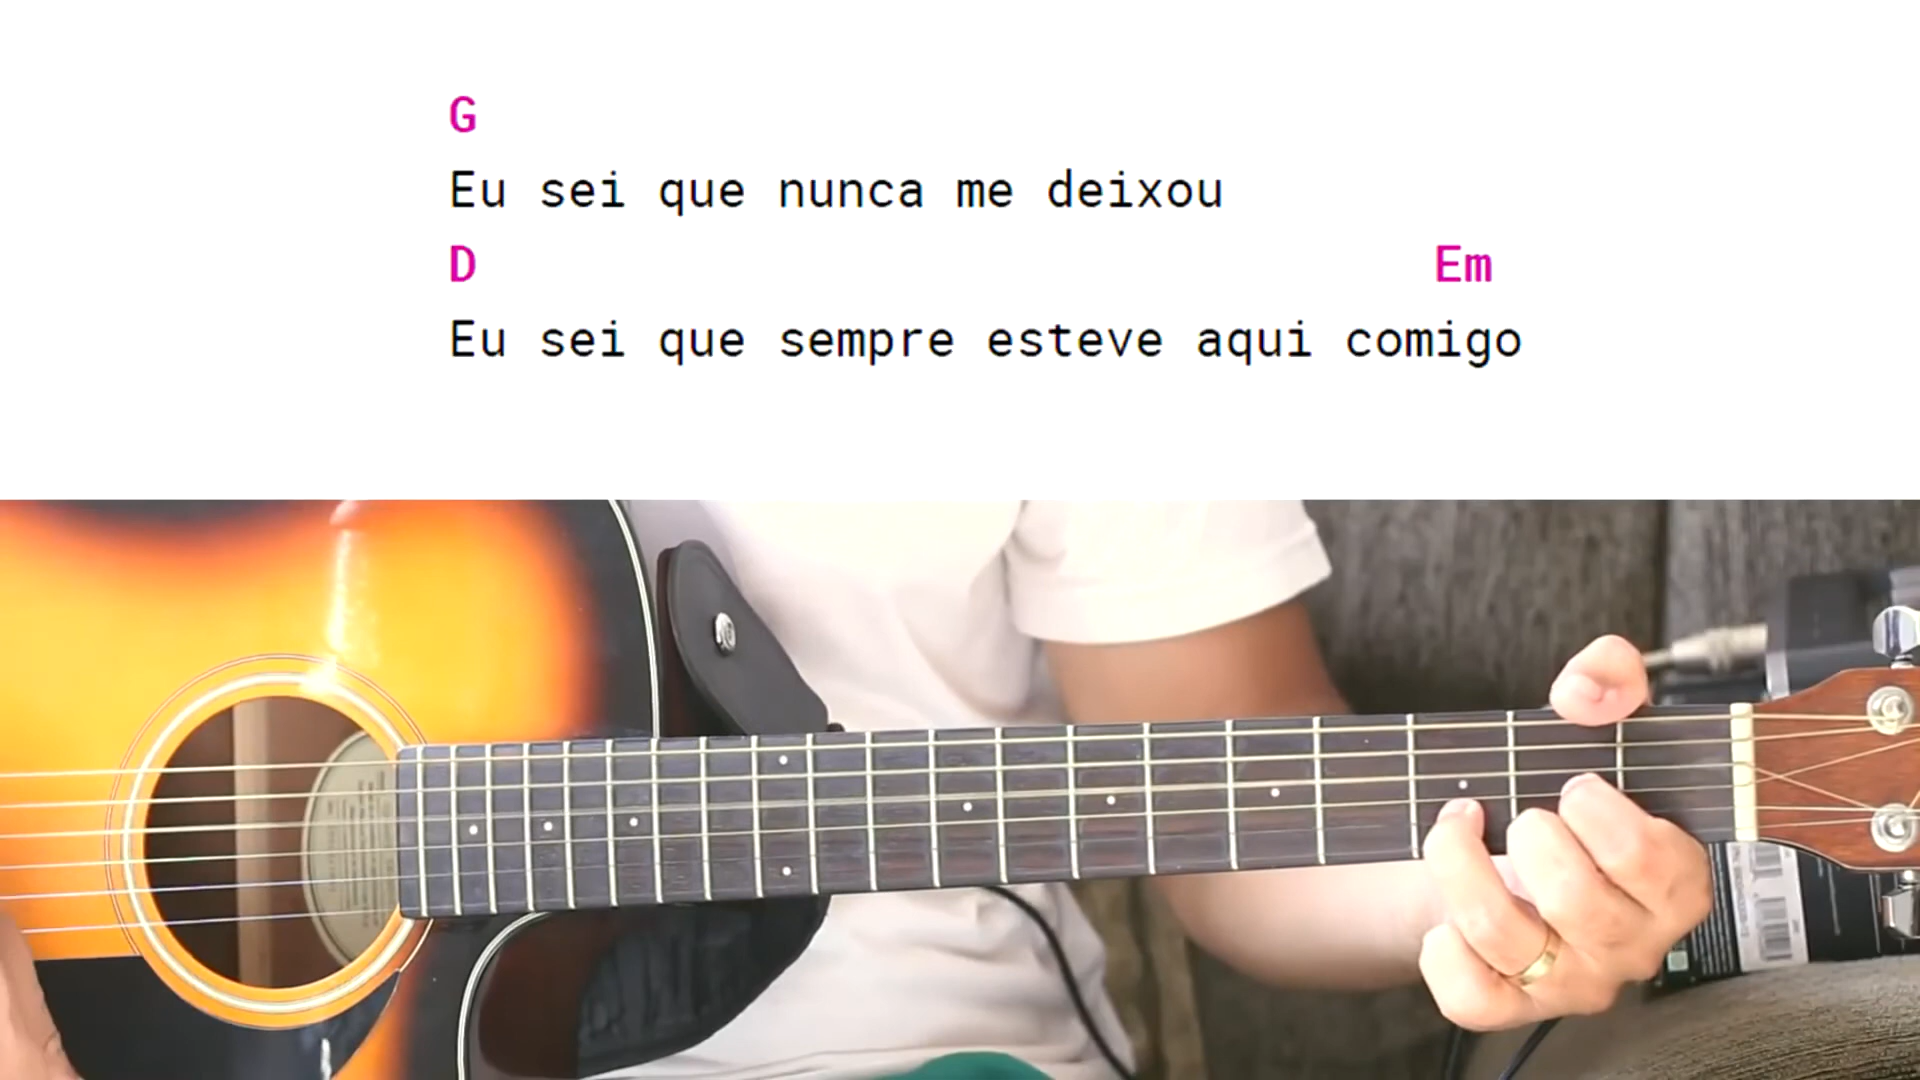 G
Eu sei que nunca me deixou
D Em
Eu sei que sempre esteve aqui comigo